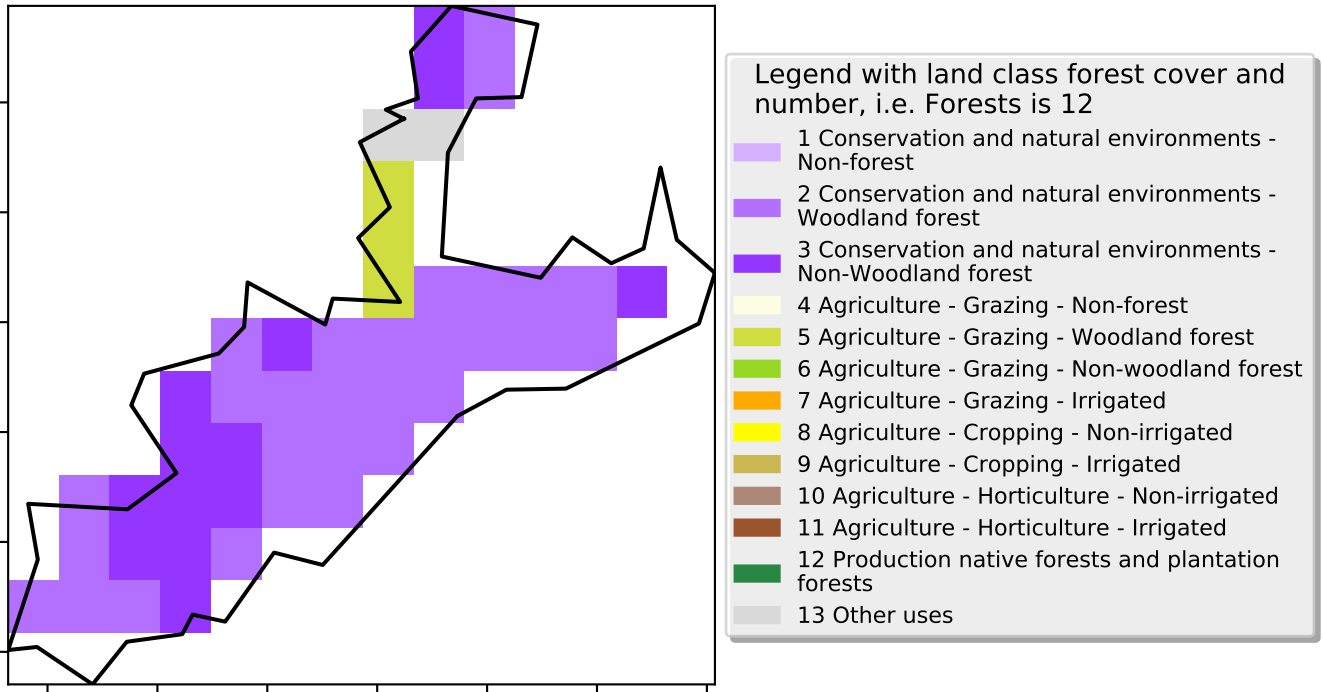 Legend with land class forest cover and
number, i.e. Forests is 12
1 Conservation and natural environments -
Non-forest
2 Conservation and natural environments -
Woodland forest
3 Conservation and natural environments -
Non-Woodland forest
4 Agriculture - Grazing - Non-forest
5 Agriculture - Grazing - Woodland forest
6 Agriculture - Grazing - Non-woodland forest
7 Agriculture - Grazing - Irrigated
8 Agriculture - Cropping - Non-irrigated
9 Agriculture - Cropping - Irrigated
10 Agriculture - Horticulture - Non-irrigated
11 Agriculture - Horticulture - Irrigated
12 Production native forests and plantation
forests
13 Other uses